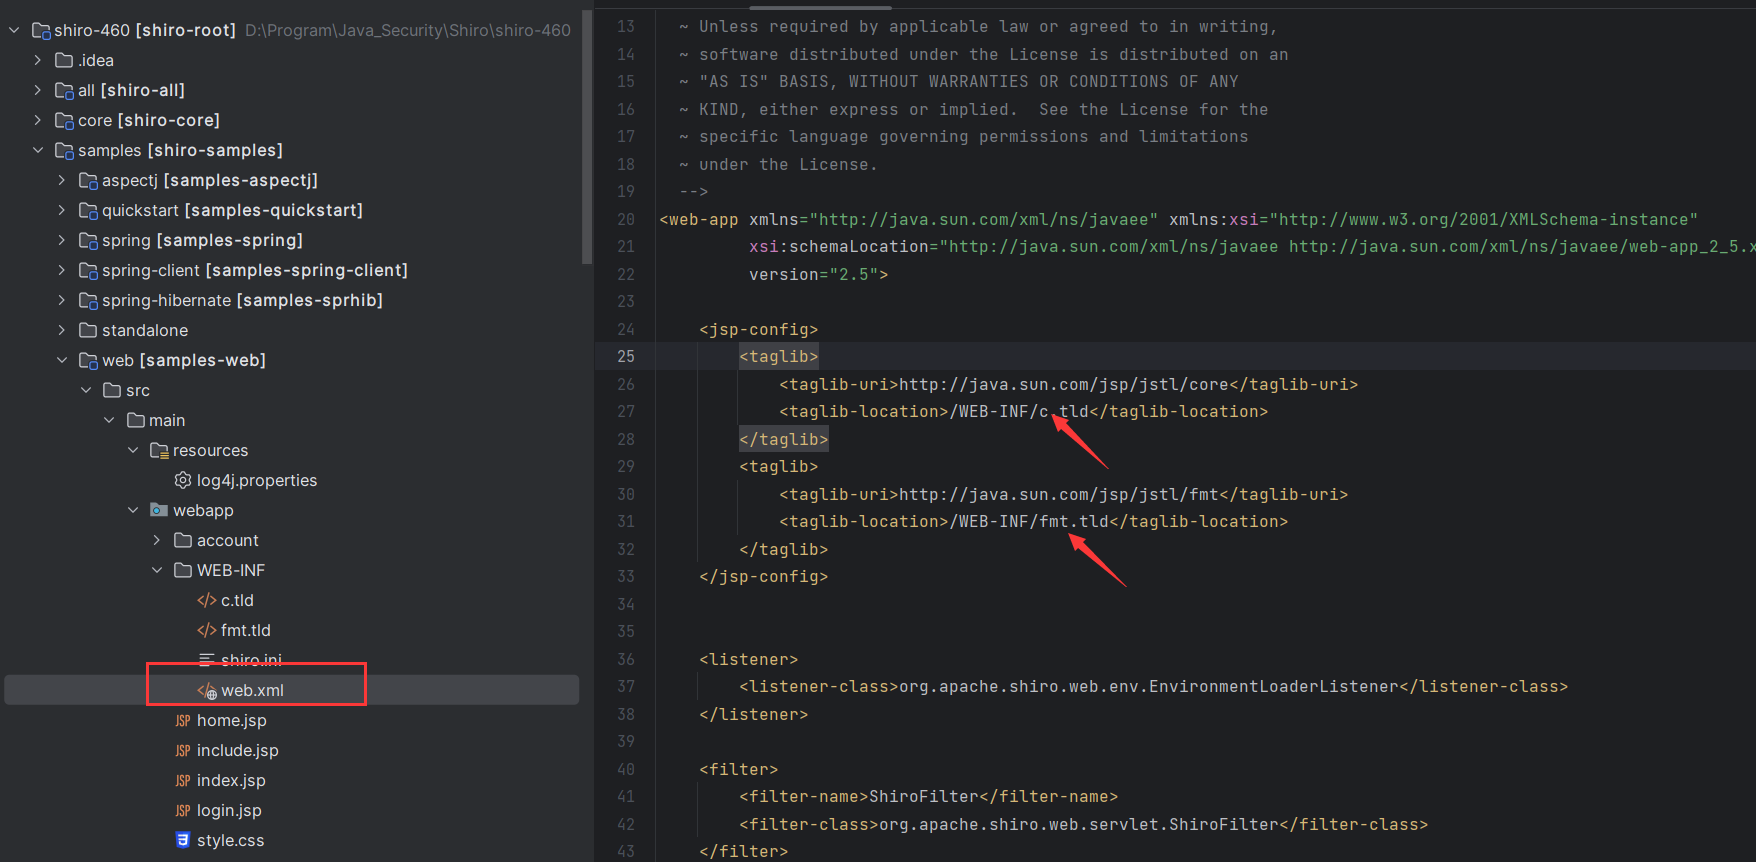 shiro-460 [shiro-root] D:\Program\Java_Security\Shiro\shiro-460
.idea
all [shiro-all]
core [shiro-core]
samples [shiro-samples]
aspectj [samples-aspectj]
quickstart [samples-quickstart]
spring [samples-spring]
spring-client [samples-spring-client]
spring-hibernate [samples-sprhib]
standalone
web [samples-web]
src
main
resources
log4j.properties
webapp
account
WEB-INF
c.tld
fmt.tld
shiro.ini
web.xml
JSP home.jsp
JSP include.jsp
JSP index.jsp
JSP login.jsp
style.css
13 ~ Unless required by applicable law or agreed to in writing,
14 ~ software distributed under the License is distributed on an
15 ~ "AS IS" BASIS, WITHOUT WARRANTIES OR CONDITIONS OF ANY
16 ~ KIND, either express or implied.  See the License for the
17 ~ specific language governing permissions and limitations
18 ~ under the License.
19 -->
20 <web-app xmlns="http://java.sun.com/xml/ns/javaee" xmlns:xsi="http://www.w3.org/2001/XMLSchema-instance"
21 xsi:schemaLocation="http://java.sun.com/xml/ns/javaee http://java.sun.com/xml/ns/javaee/web-app_2_5.x
22 version="2.5">
23
24 <jsp-config>
25 <taglib>
26 <taglib-uri>http://java.sun.com/jsp/jstl/core</taglib-uri>
27 <taglib-location>/WEB-INF/c.tld</taglib-location>
28 </taglib>
29 <taglib>
30 <taglib-uri>http://java.sun.com/jsp/jstl/fmt</taglib-uri>
31 <taglib-location>/WEB-INF/fmt.tld</taglib-location>
32 </taglib>
33 </jsp-config>
34
35
36 <listener>
37 <listener-class>org.apache.shiro.web.env.EnvironmentLoaderListener</listener-class>
38 </listener>
39
40 <filter>
41 <filter-name>ShiroFilter</filter-name>
42 <filter-class>org.apache.shiro.web.servlet.ShiroFilter</filter-class>
43 </filter>